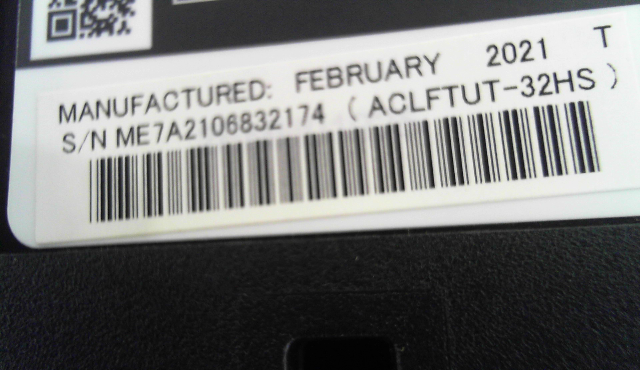 MANUFACTURED: FEBRUARY 2021 T
S/N ME7A2106832174 ( ACLFTUT-32HS )